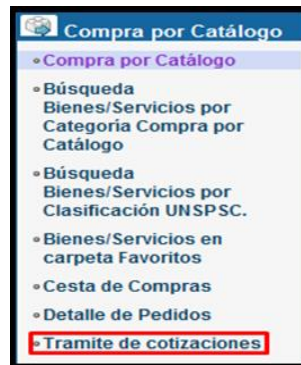 Compra por Catálogo
Compra por Catálogo
Búsqueda
Bienes/Servicios por
Categoría Compra por
Catálogo
Búsqueda
Bienes/Servicios por
Clasificación UNSPSC.
Bienes/Servicios en
carpeta Favoritos
Cesta de Compras
Detalle de Pedidos
Tramite de cotizaciones